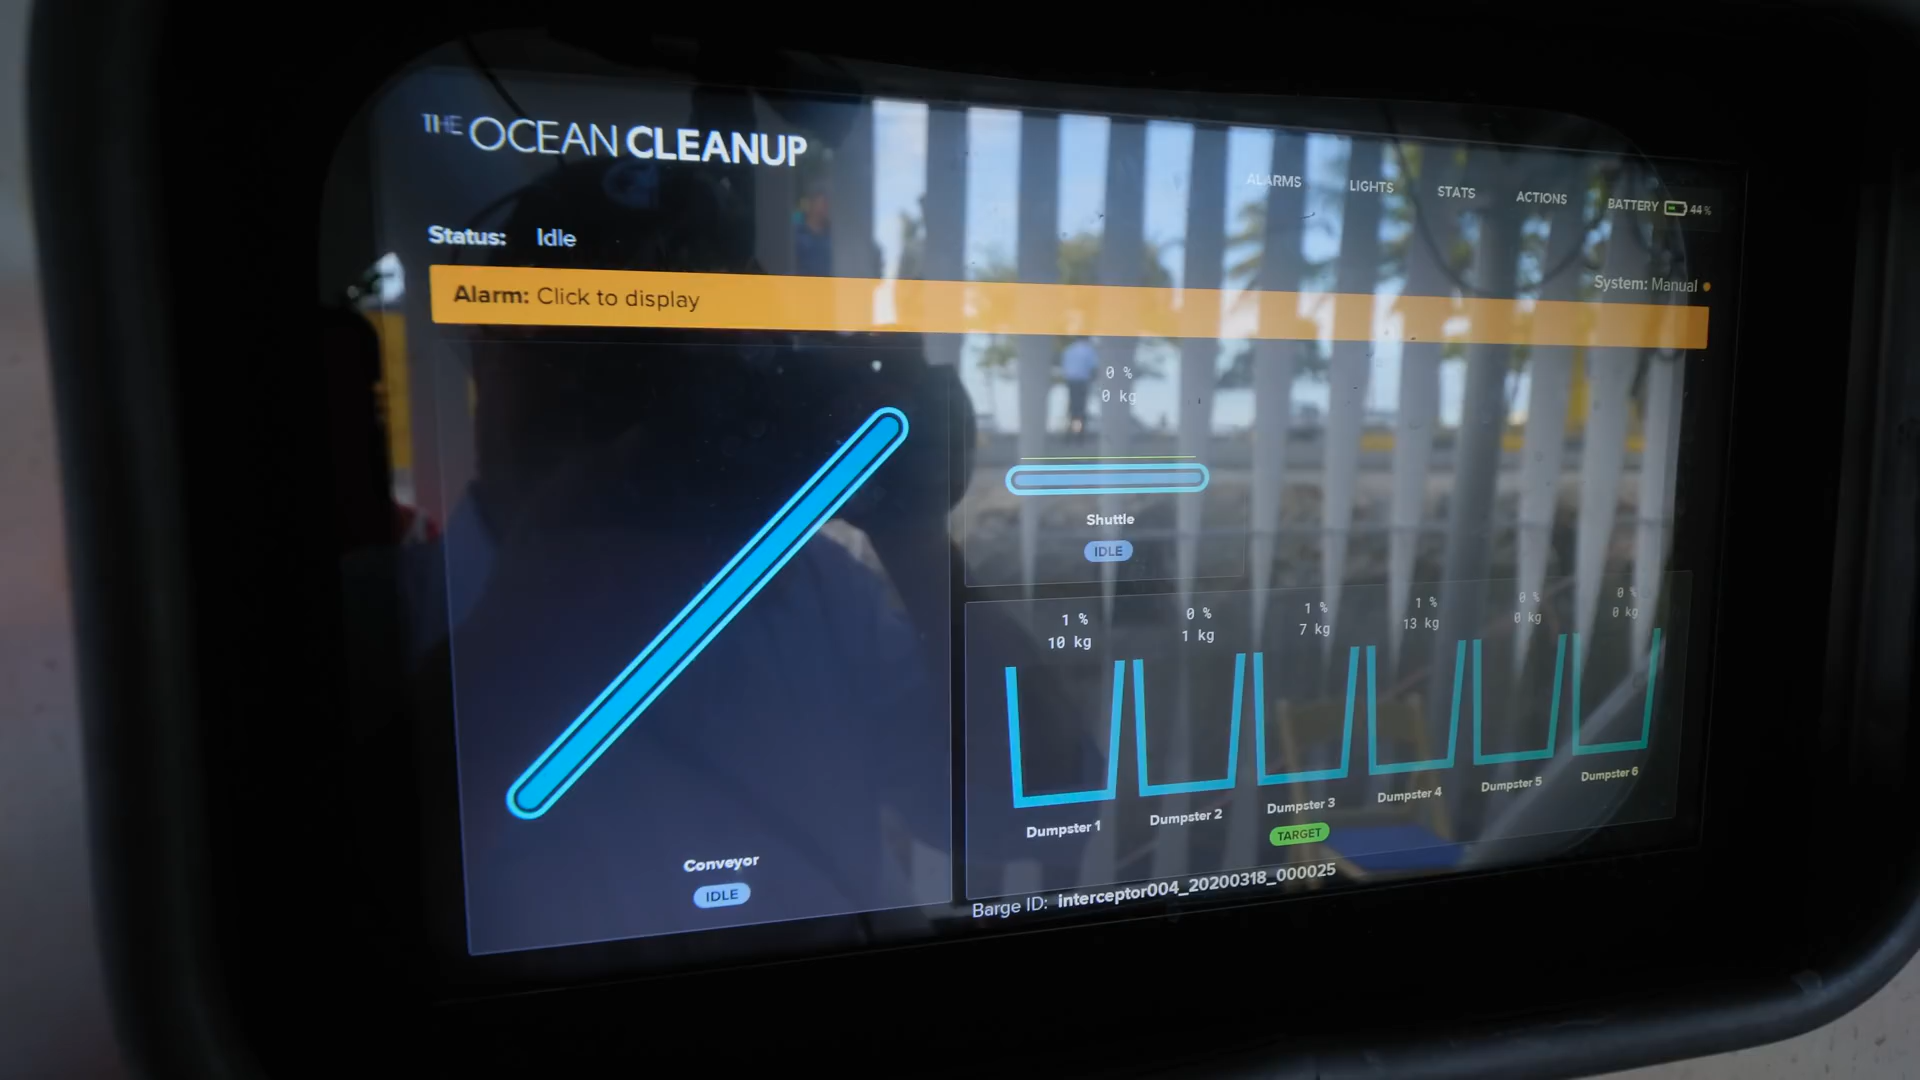 THE OCEAN CLEANUP
ALARMS LIGHTS STATS ACTIONS BATTERY 44%
Status: Idle
System: Manual
Alarm: Click to display
0 %
0 kg
Shuttle
IDLE
1 % 0 % 1 % 1 % 0 % 0 %
10 kg 1 kg 7 kg 13 kg 0 kg 0 kg
Dumpster 1 Dumpster 2 Dumpster 3 Dumpster 4 Dumpster 5 Dumpster 6
TARGET
Conveyor
IDLE
Barge ID: interceptor004_20200318_000025